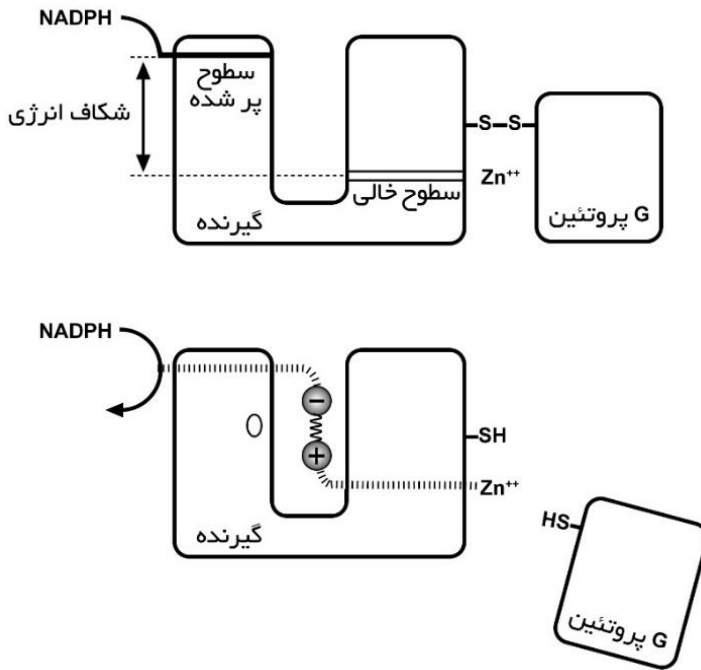 NADPH
سطوح
پر شده
شکاف انرژی
S-S
Zn++
سطوح خالی
گیرنده
پروتئین G
NADPH
-
+
SH
Zn++
گیرنده
HS
پروتئین G